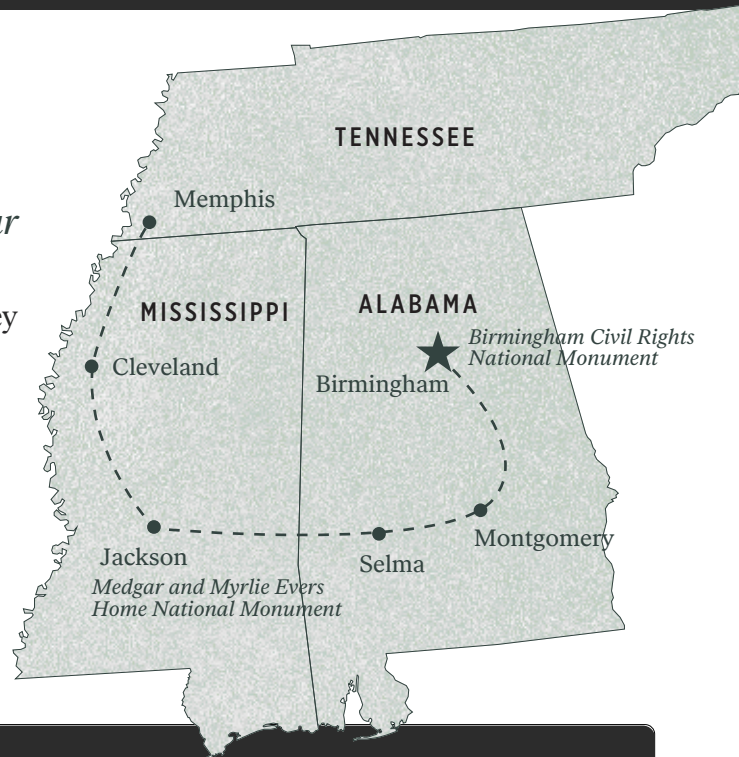 TENNESSEE
Memphis
MISSISSIPPI
ALABAMA
Birmingham Civil Rights
National Monument
Birmingham
Cleveland
Montgomery
Selma
Jackson
Medgar and Myrlie Evers
Home National Monument